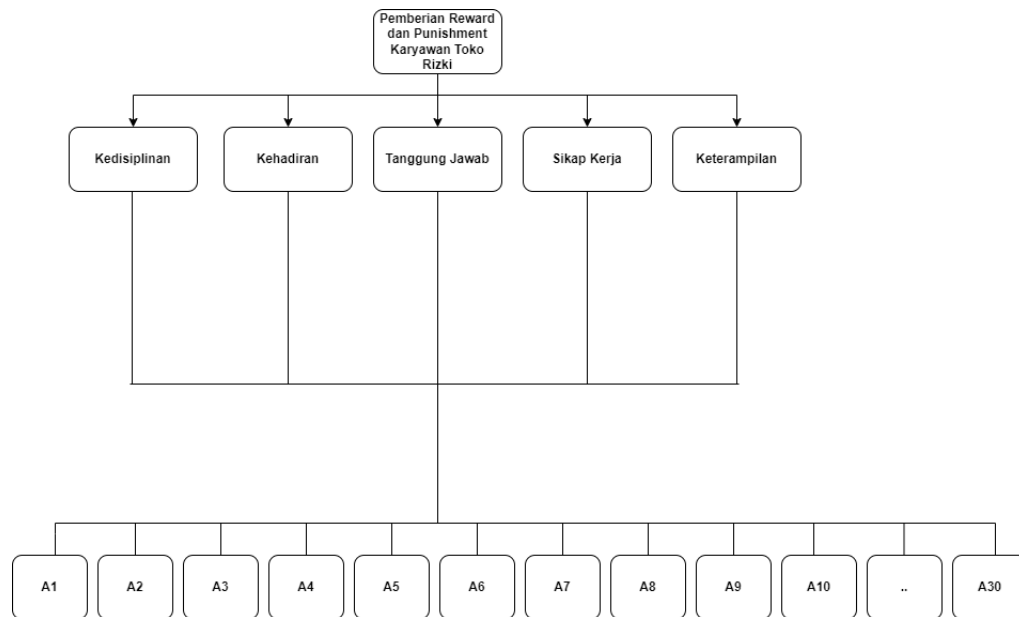 Pemberian Reward
dan Punishment
Karyawan Toko
Rizki
Kedisiplinan
Kehadiran
Tanggung Jawab
Sikap Kerja
Keterampilan
A1
A2
A3
A4
A5
A6
A7
A8
A9
A10
..
A30